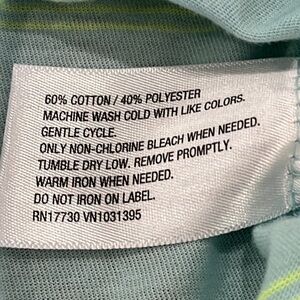 60% COTTON / 40% POLYESTER
MACHINE WASH COLD WITH LIKE COLORS.
GENTLE CYCLE.
ONLY NON-CHLORINE BLEACH WHEN NEEDED.
TUMBLE DRY LOW. REMOVE PROMPTLY.
WARM IRON WHEN NEEDED.
DO NOT IRON ON LABEL.
RN17730 VN1031395